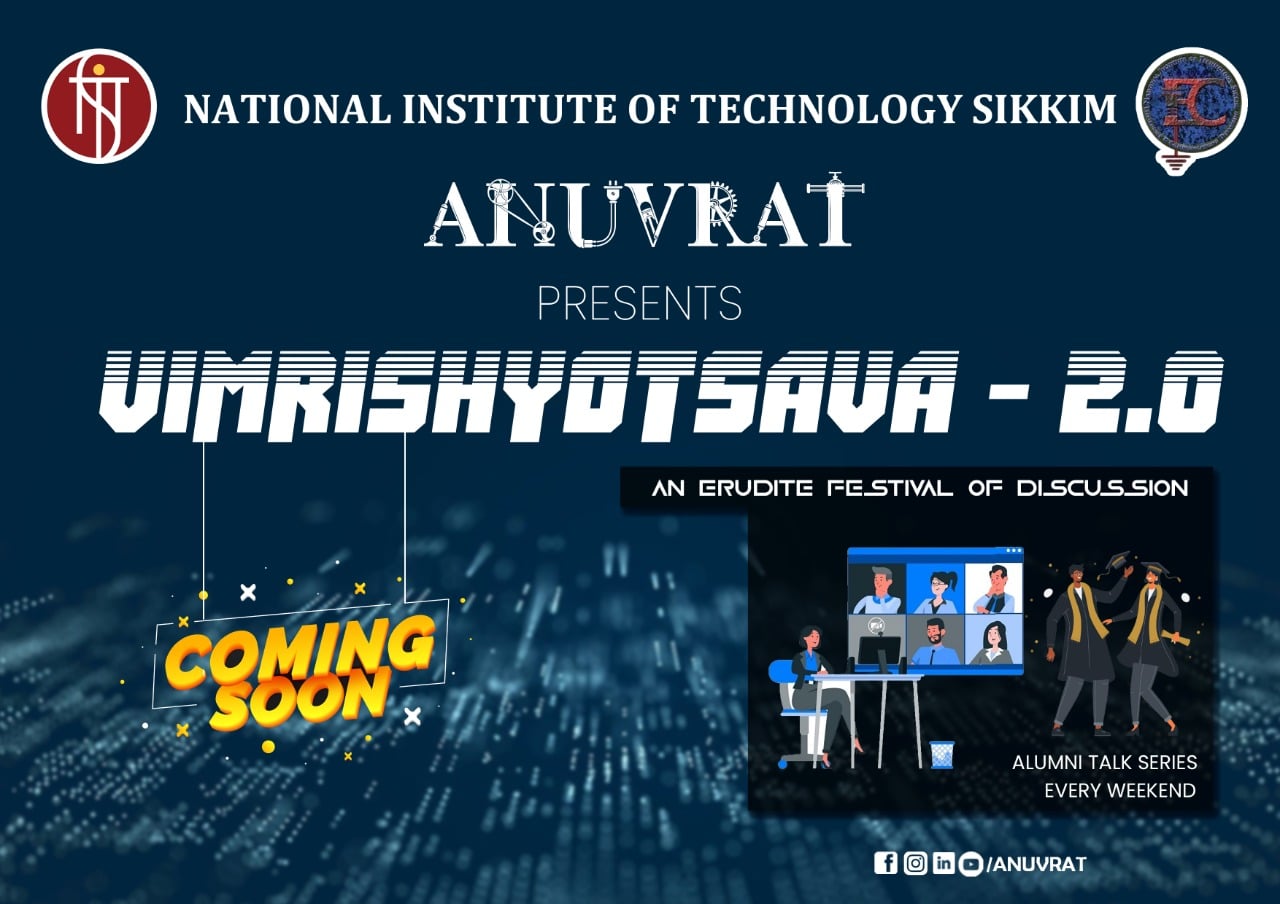 NATIONAL INSTITUTE OF TECHNOLOGY SIKKIM
EC
ANUVRAT
PRESENTS
VIMRISHYOTSAVA - 2.0
AN ERUDITE FESTIVAL OF DISCUSSION
COMING
SOON
ALUMNI TALK SERIES
EVERY WEEKEND
/ANUVRAT